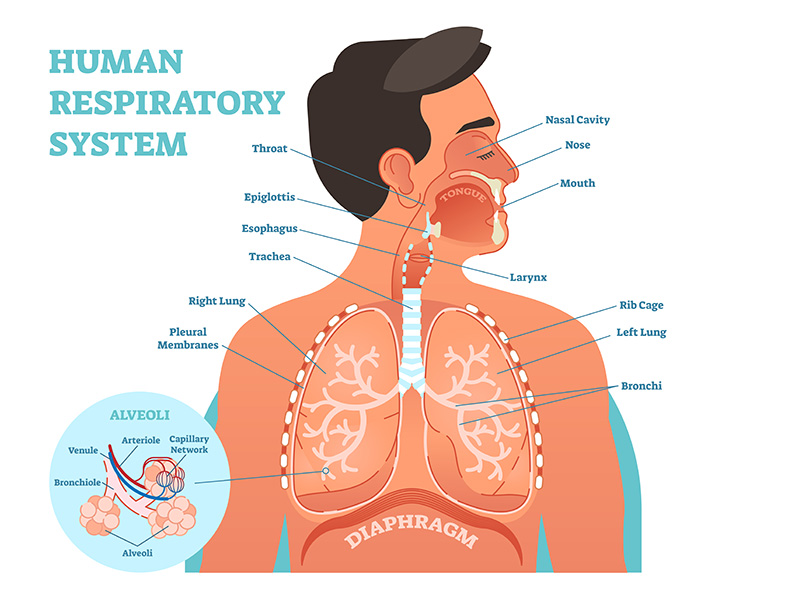 HUMAN
RESPIRATORY
SYSTEM
Throat
Epiglottis
Esophagus
Trachea
Right Lung
Pleural
Membranes
Nasal Cavity
Nose
Mouth
TONGUE
Larynx
Rib Cage
Left Lung
Bronchi
DIAPHRAGM
ALVEOLI
Arteriole
Capillary
Network
Venule
Bronchiole
Alveoli